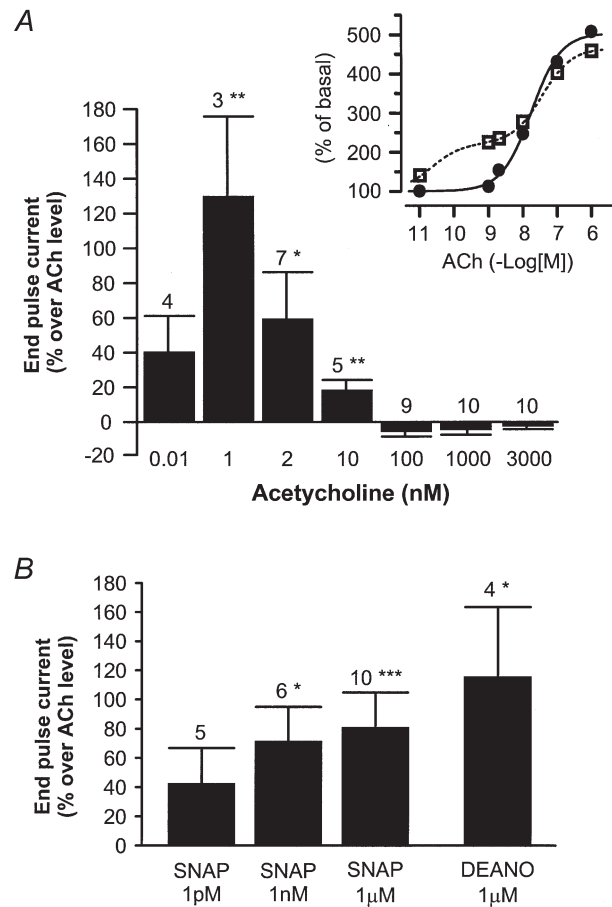 A
End pulse current
(% over ACh level)
180
160
140
120
100
80
60
40
20
0
-20
4
3 **
7 *
5 **
9
10
10
0.01 1 2 10 100 1000 3000
Acetycholine (nM)
(% of basal)
500
400
300
200
100
11 10 9 8 7 6
ACh (-Log[M])
B
End pulse current
(% over ACh level)
180
160
140
120
100
80
60
40
20
0
5
6 *
10 ***
4 *
SNAP SNAP SNAP DEANO
1pM 1nM 1μM 1μM